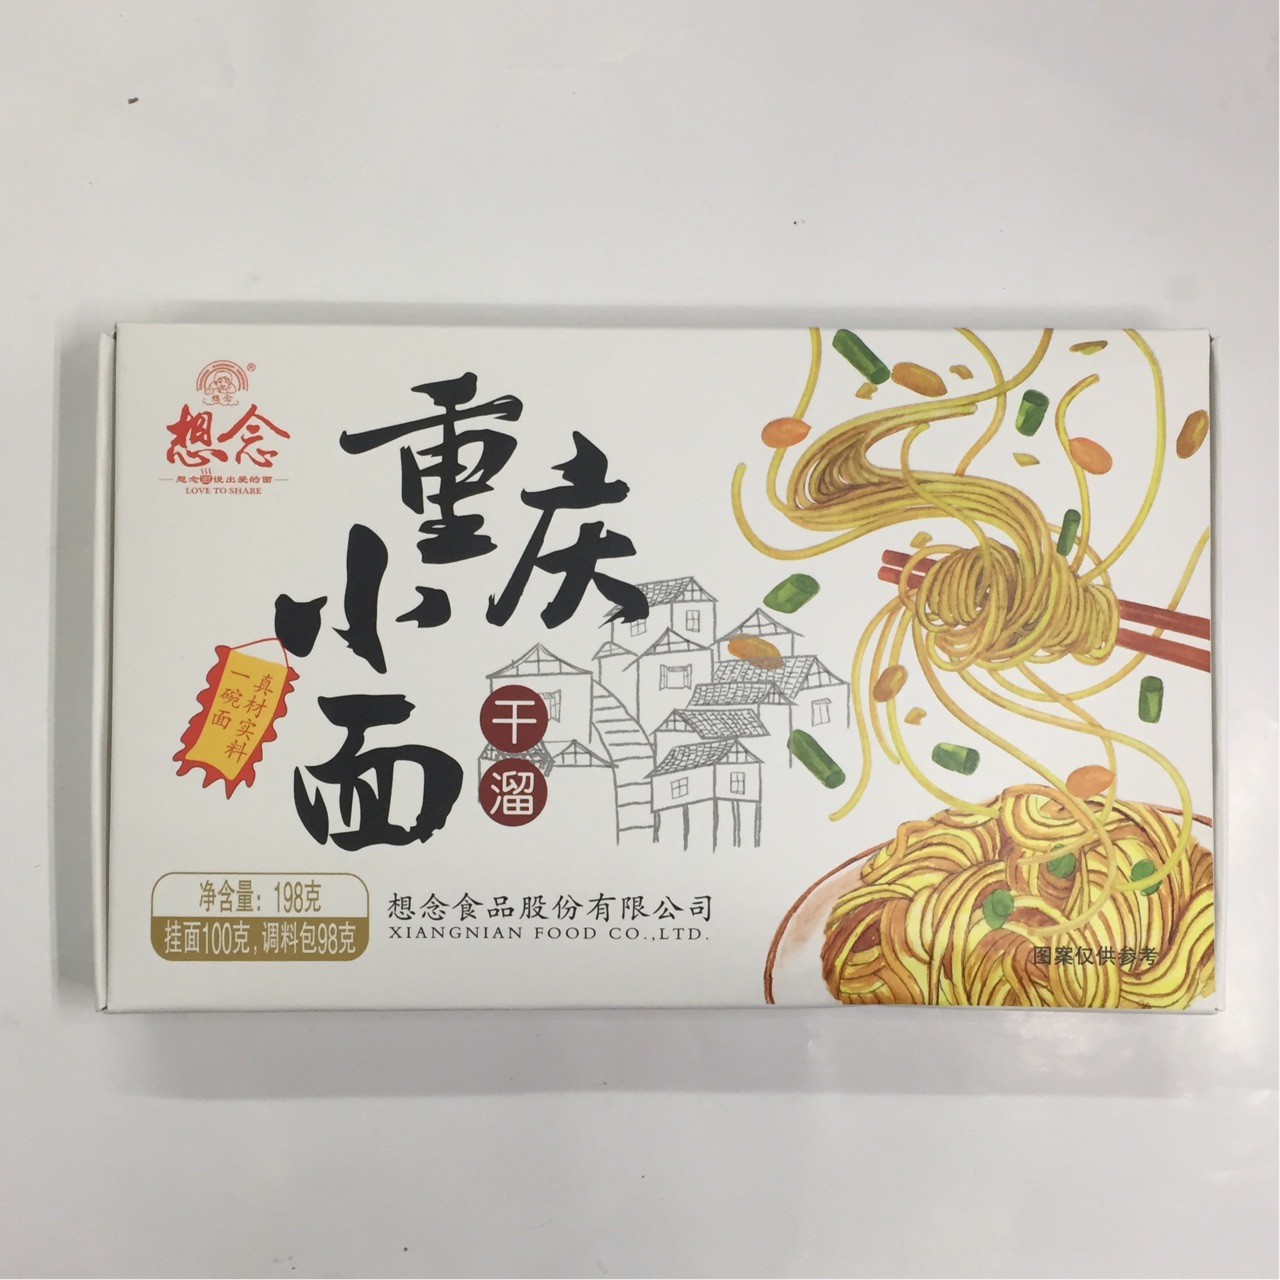 想念
®
想念
想念面说出爱的面
LOVE TO SHARE
重庆
小面
干溜
真材实料
一碗面
净含量：198克
挂面100克，调料包98克
想念食品股份有限公司
XIANGNIAN FOOD CO.,LTD.
图案仅供参考